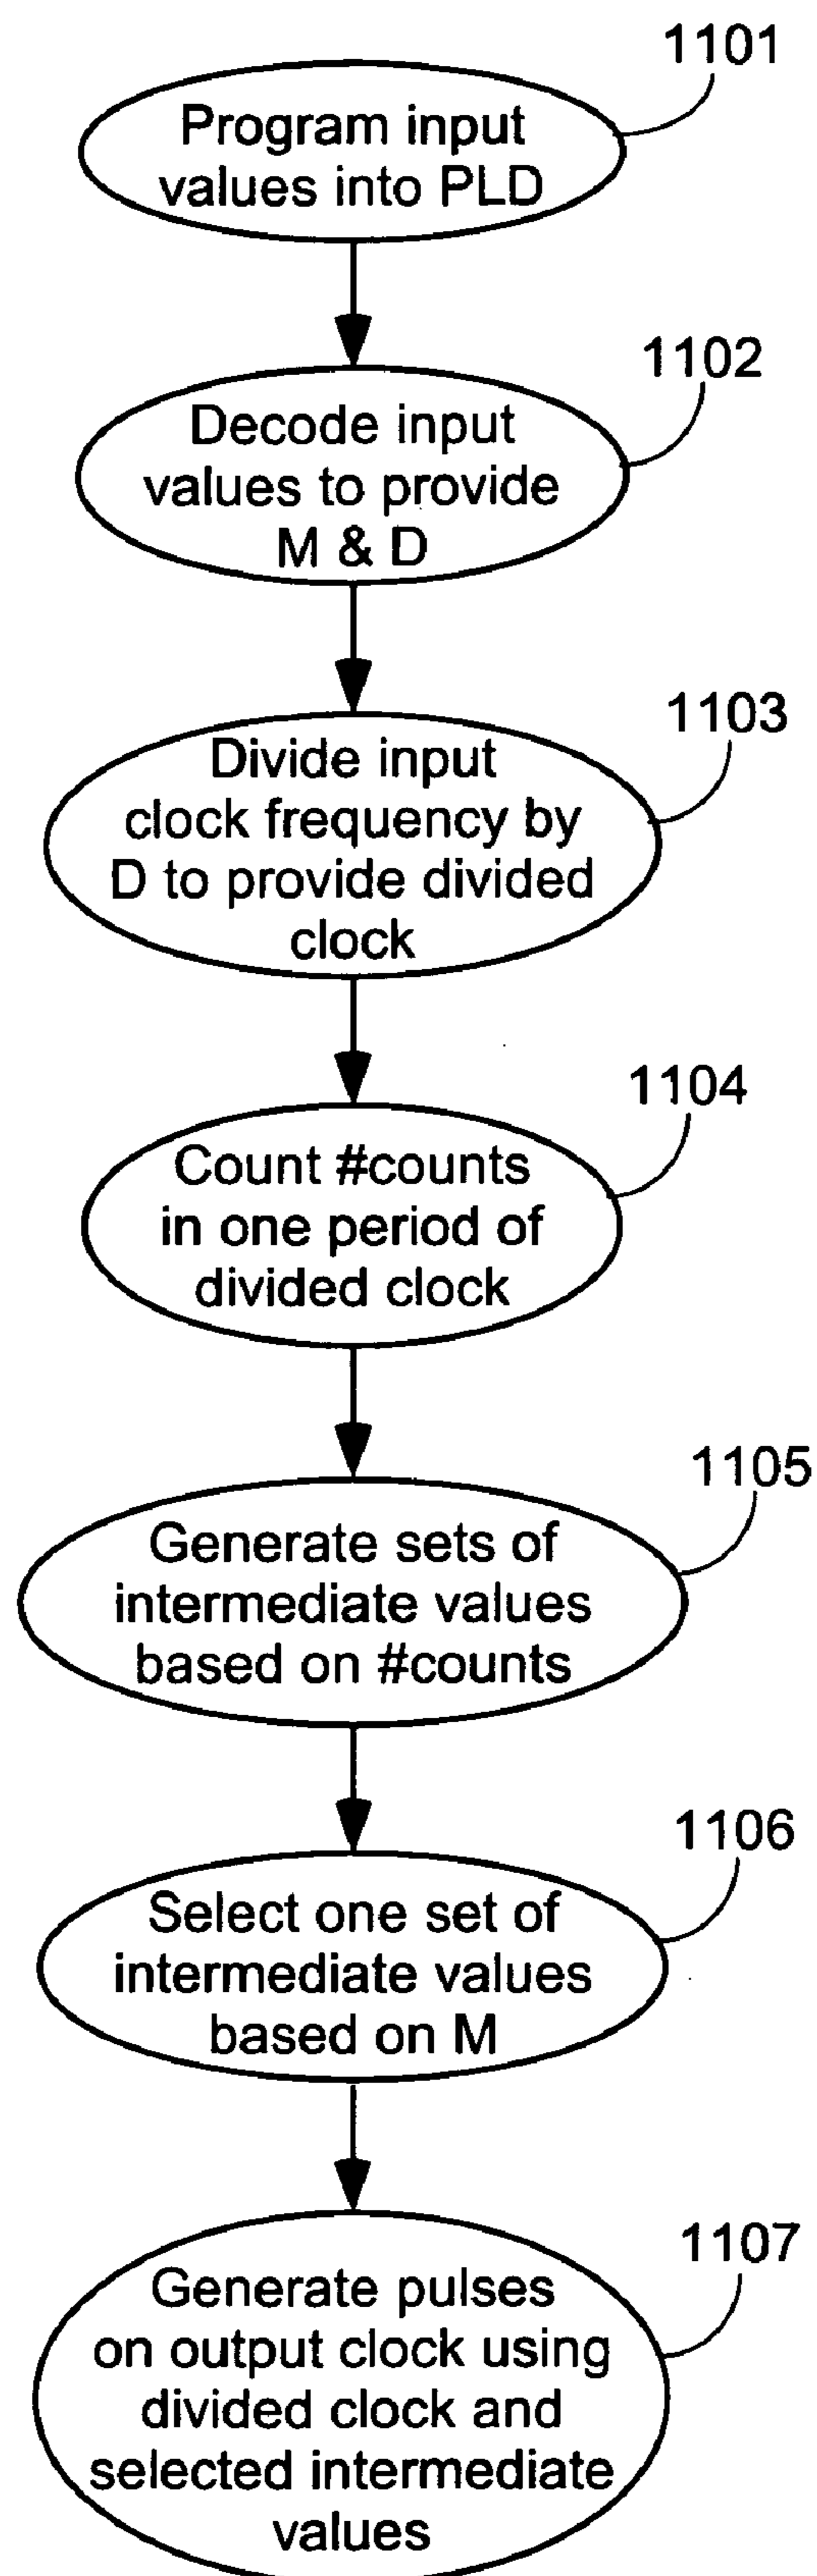 1101
Program input
values into PLD
1102
Decode input
values to provide
M & D
1103
Divide input
clock frequency by
D to provide divided
clock
1104
Count #counts
in one period of
divided clock
1105
Generate sets of
intermediate values
based on #counts
1106
Select one set of
intermediate values
based on M
1107
Generate pulses
on output clock using
divided clock and
selected intermediate
values